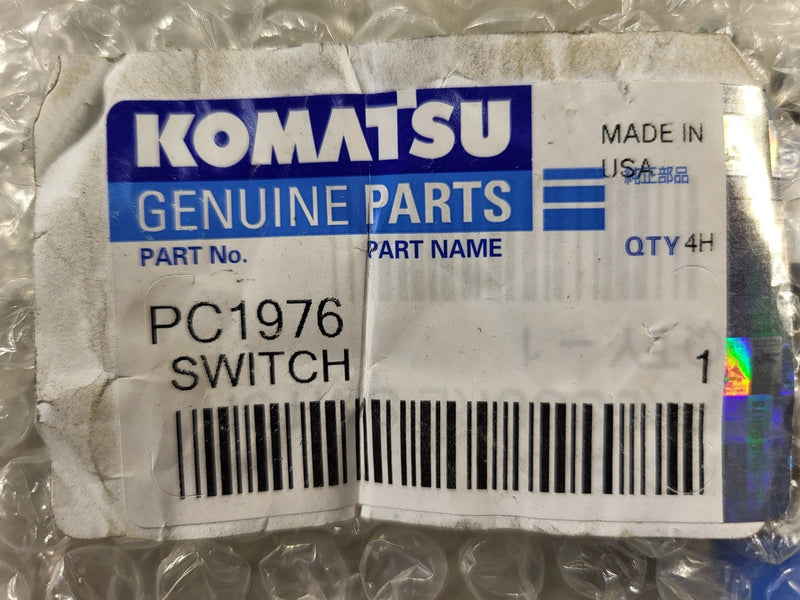 KOMATSU
MADE IN
USA
純正部品
GENUINE PARTS
PART No. PART NAME QTY 4H
PC1976
SWITCH 1